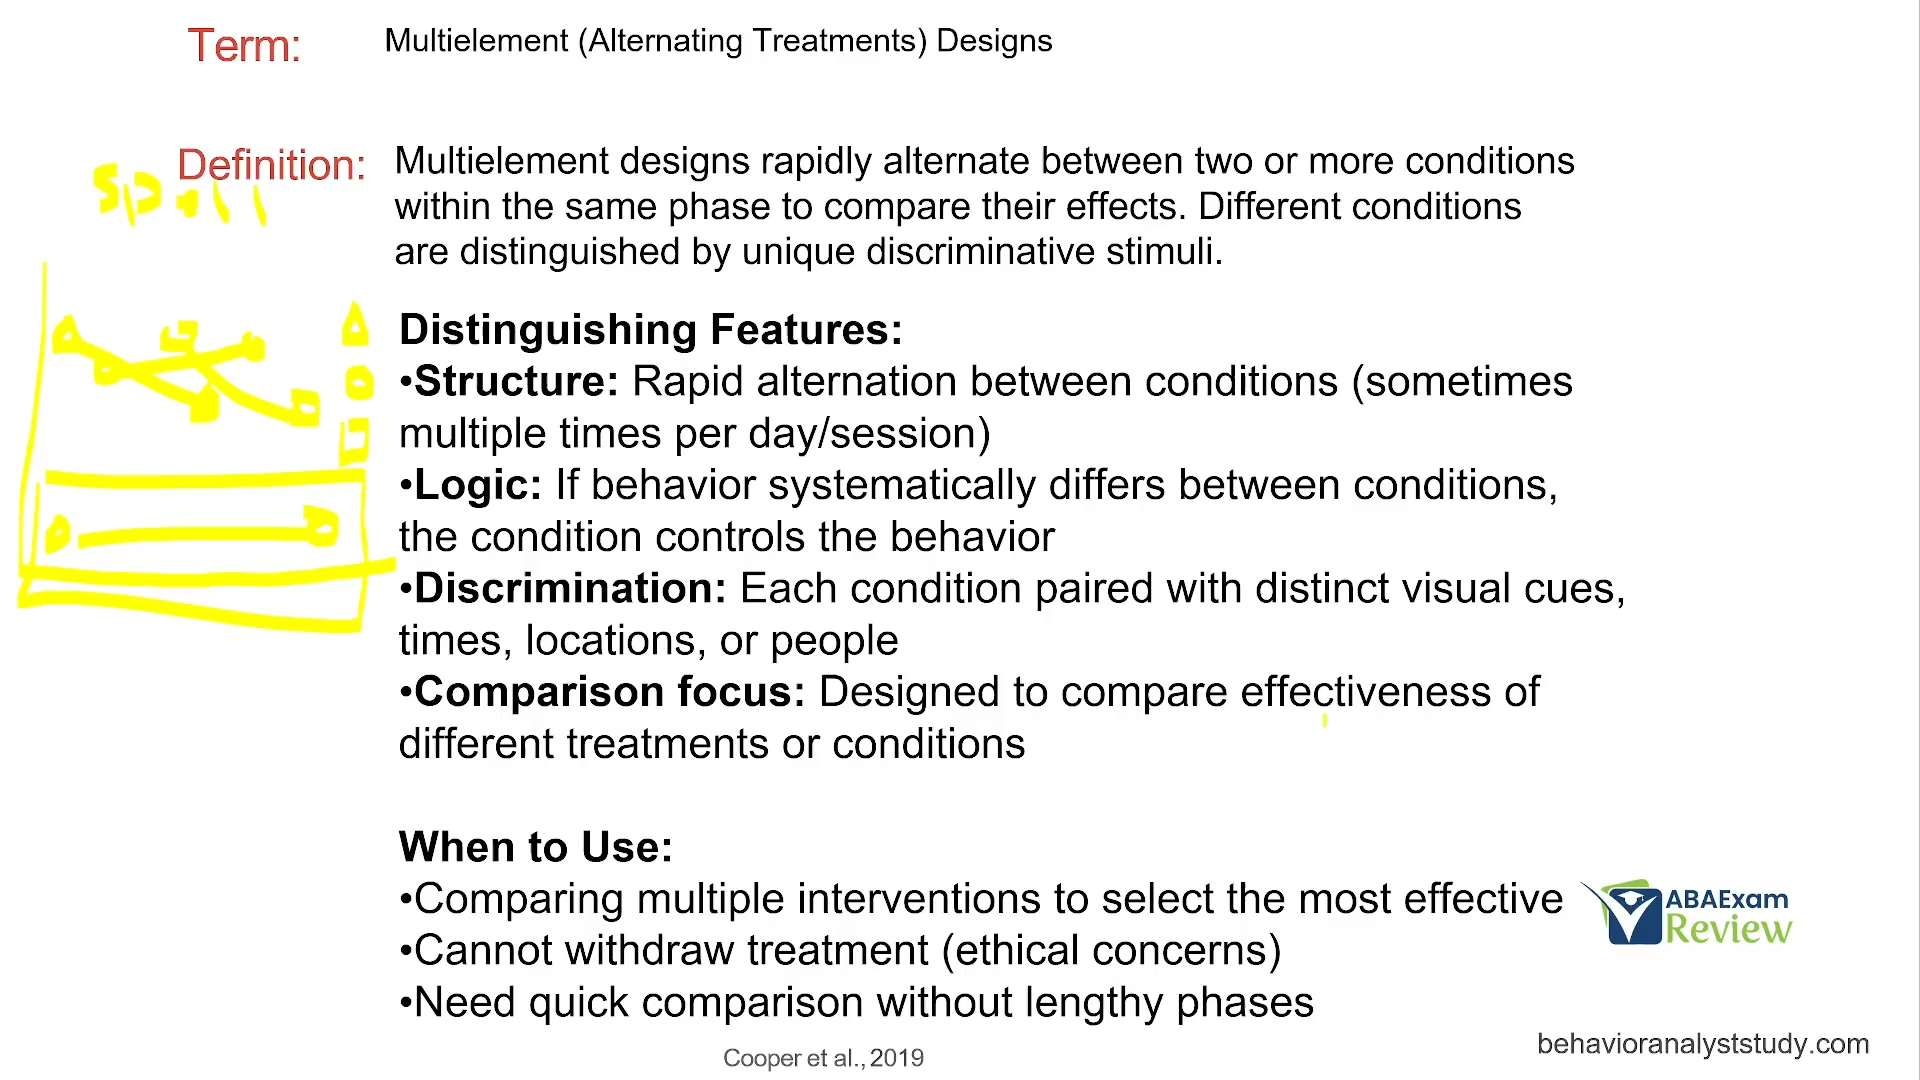 Term: Multielement (Alternating Treatments) Designs
Definition: Multielement designs rapidly alternate between two or more conditions
within the same phase to compare their effects. Different conditions
are distinguished by unique discriminative stimuli.
Distinguishing Features:
•Structure: Rapid alternation between conditions (sometimes
multiple times per day/session)
•Logic: If behavior systematically differs between conditions,
the condition controls the behavior
•Discrimination: Each condition paired with distinct visual cues,
times, locations, or people
•Comparison focus: Designed to compare effectiveness of
different treatments or conditions
When to Use:
•Comparing multiple interventions to select the most effective
•Cannot withdraw treatment (ethical concerns)
•Need quick comparison without lengthy phases
ABAExam
Review
behavioranalyststudy.com
Cooper et al., 2019